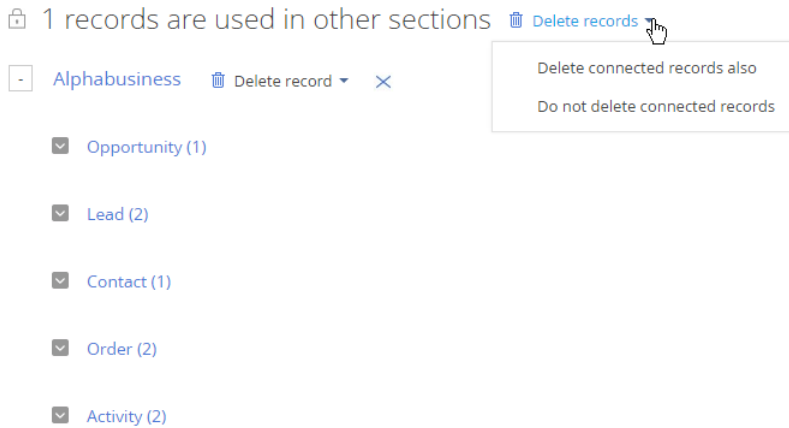 1 records are used in other sections Delete records
Delete connected records also
Do not delete connected records
- Alphabusiness Delete record
Opportunity (1)
Lead (2)
Contact (1)
Order (2)
Activity (2)